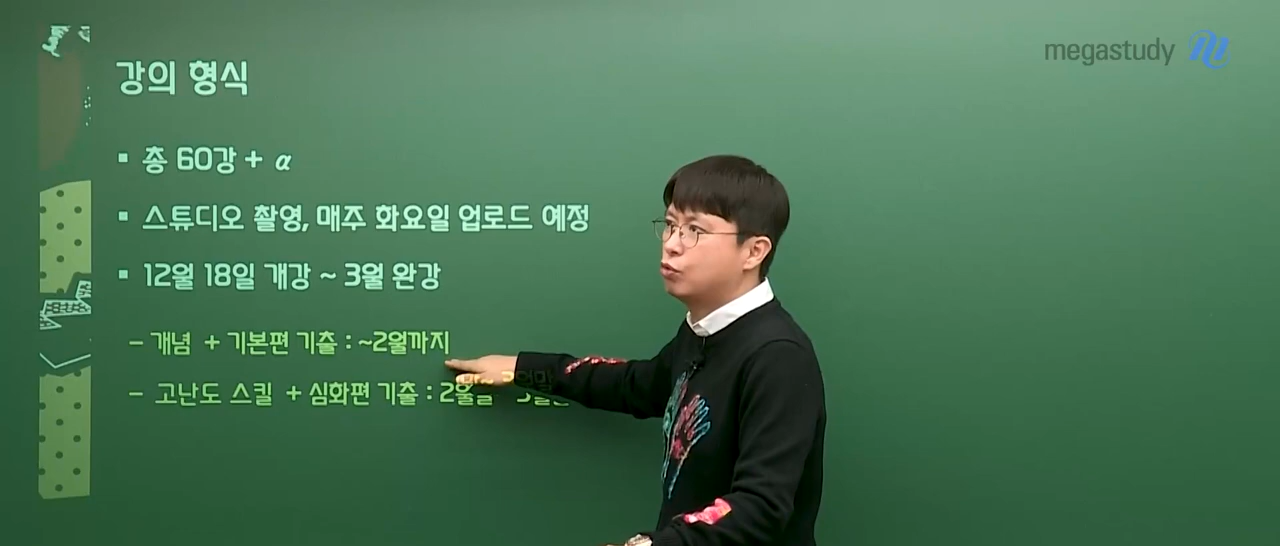 megastudy
강의 형식
▪ 총 60강 + α
▪ 스튜디오 촬영, 매주 화요일 업로드 예정
▪ 12월 18일 개강 ~ 3월 완강
- 개념 + 기본편 기출 : ~2월까지
- 고난도 스킬 + 심화편 기출 :